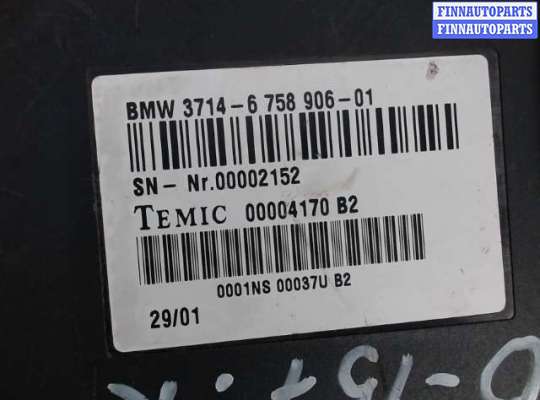 FINNAUTOPARTS
FINNAUTOPARTS
BMW 3714-6 758 906-01
SN- Nr.00002152
TEMIC 00004170 B2
0001NS 00037U B2
29/01